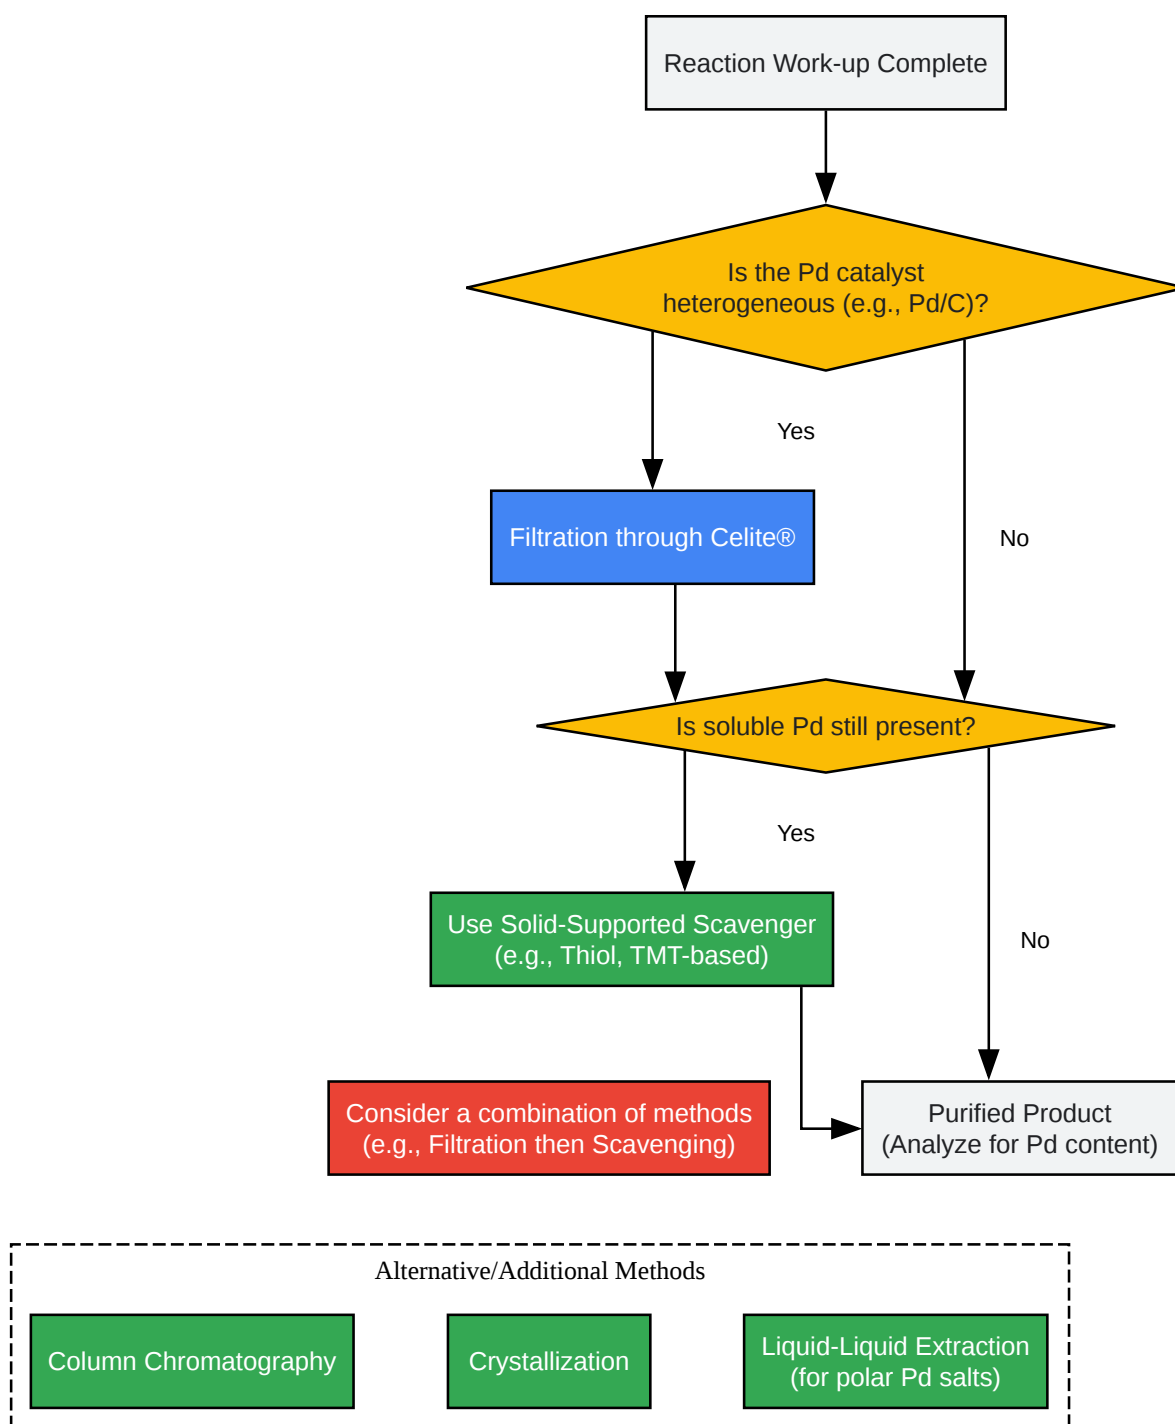 Reaction Work-up Complete
Is the Pd catalyst
heterogeneous (e.g., Pd/C)?
Yes
Filtration through Celite®
No
Is soluble Pd still present?
Yes
Use Solid-Supported Scavenger
(e.g., Thiol, TMT-based)
No
Consider a combination of methods
(e.g., Filtration then Scavenging)
Purified Product
(Analyze for Pd content)
Alternative/Additional Methods
Column Chromatography
Crystallization
Liquid-Liquid Extraction
(for polar Pd salts)